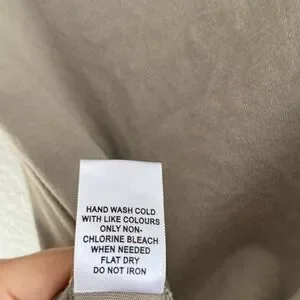 HAND WASH COLD
WITH LIKE COLOURS
ONLY NON-
CHLORINE BLEACH
WHEN NEEDED
FLAT DRY
DO NOT IRON